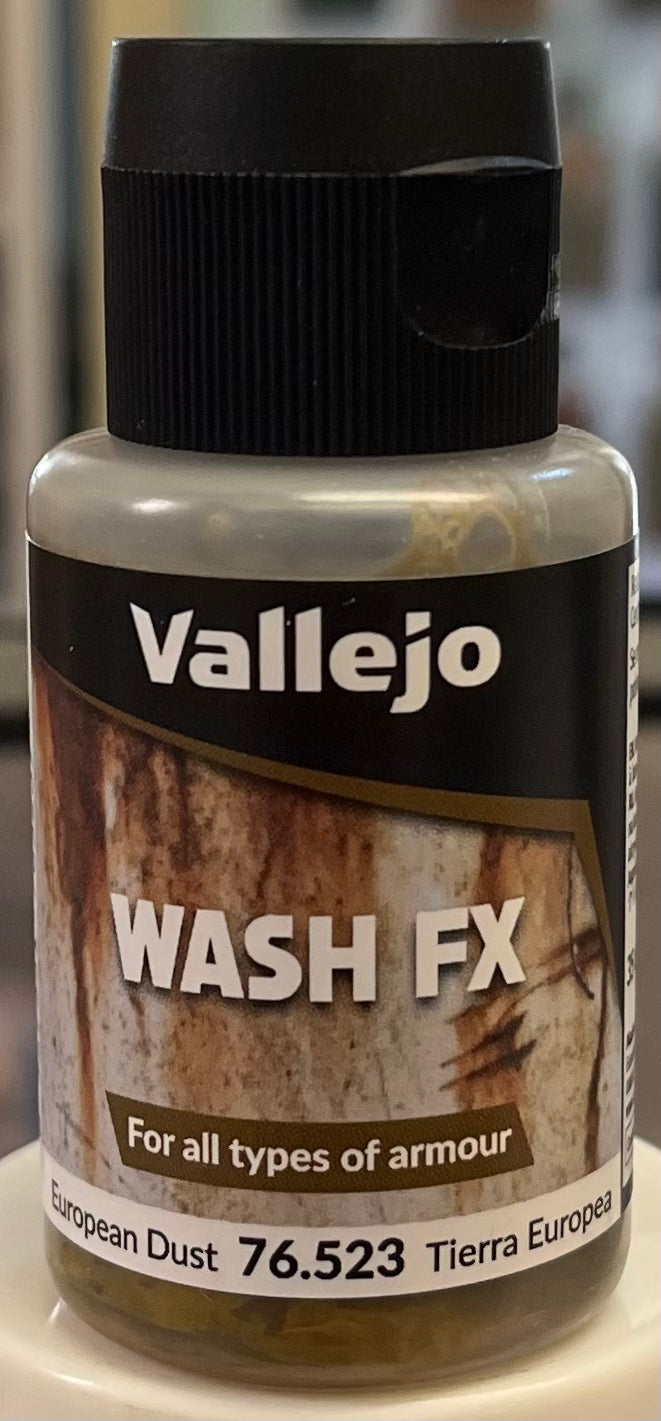 Vallejo
WASH FX
For all types of armour
European Dust 76.523 Tierra Europea